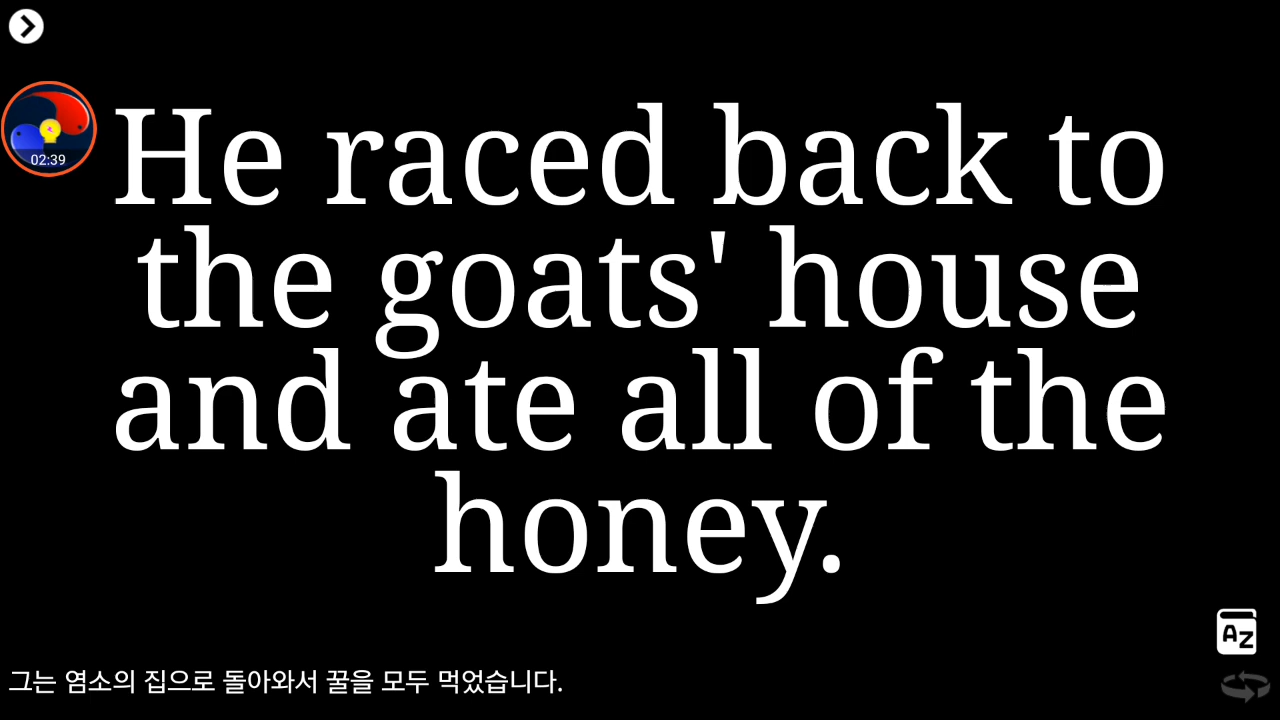 02:39
He raced back to
the goats' house
and ate all of the
honey.
AZ
그는 염소의 집으로 돌아와서 꿀을 모두 먹었습니다.